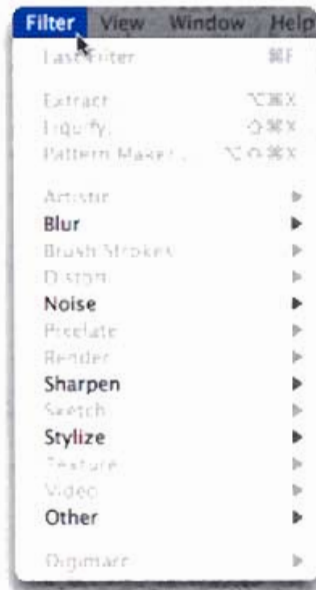 Filter View Window Help
Last Filter ⌘F
Extract... ⌥⌘X
Liquify... ⇧⌘X
Pattern Maker... ⌥⇧⌘X
Artistic
Blur
Brush Strokes
Distort
Noise
Pixelate
Render
Sharpen
Sketch
Stylize
Texture
Video
Other
Digimarc